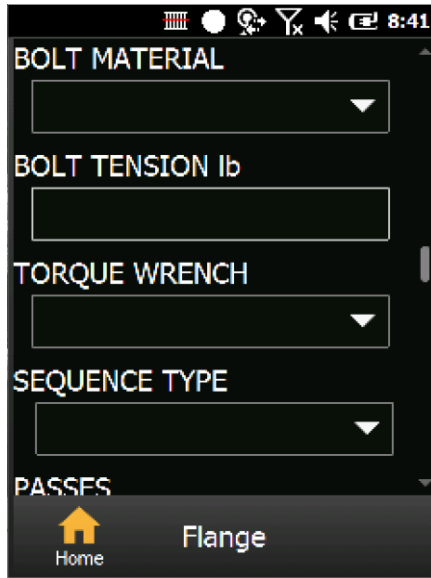 8:41
BOLT MATERIAL
BOLT TENSION lb
TORQUE WRENCH
SEQUENCE TYPE
PASSES
Home
Flange